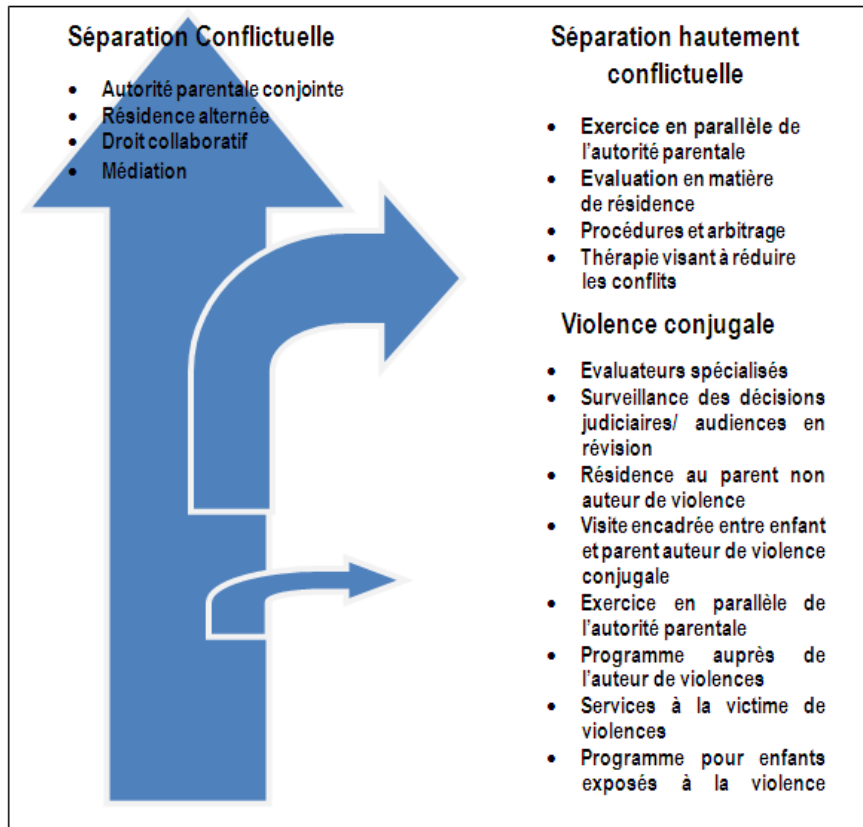 Séparation Conflictuelle
• Autorité parentale conjointe
• Résidence alternée
• Droit collaboratif
• Médiation
Séparation hautement
conflictuelle
• Exercice en parallèle de
l'autorité parentale
• Evaluation en matière
de résidence
• Procédures et arbitrage
• Thérapie visant à réduire
les conflits
Violence conjugale
• Evaluateurs spécialisés
• Surveillance des décisions
judiciaires/ audiences en
révision
• Résidence au parent non
auteur de violence
• Visite encadrée entre enfant
et parent auteur de violence
conjugale
• Exercice en parallèle de
l'autorité parentale
• Programme auprès de
l'auteur de violences
• Services à la victime de
violences
• Programme pour enfants
exposés à la violence